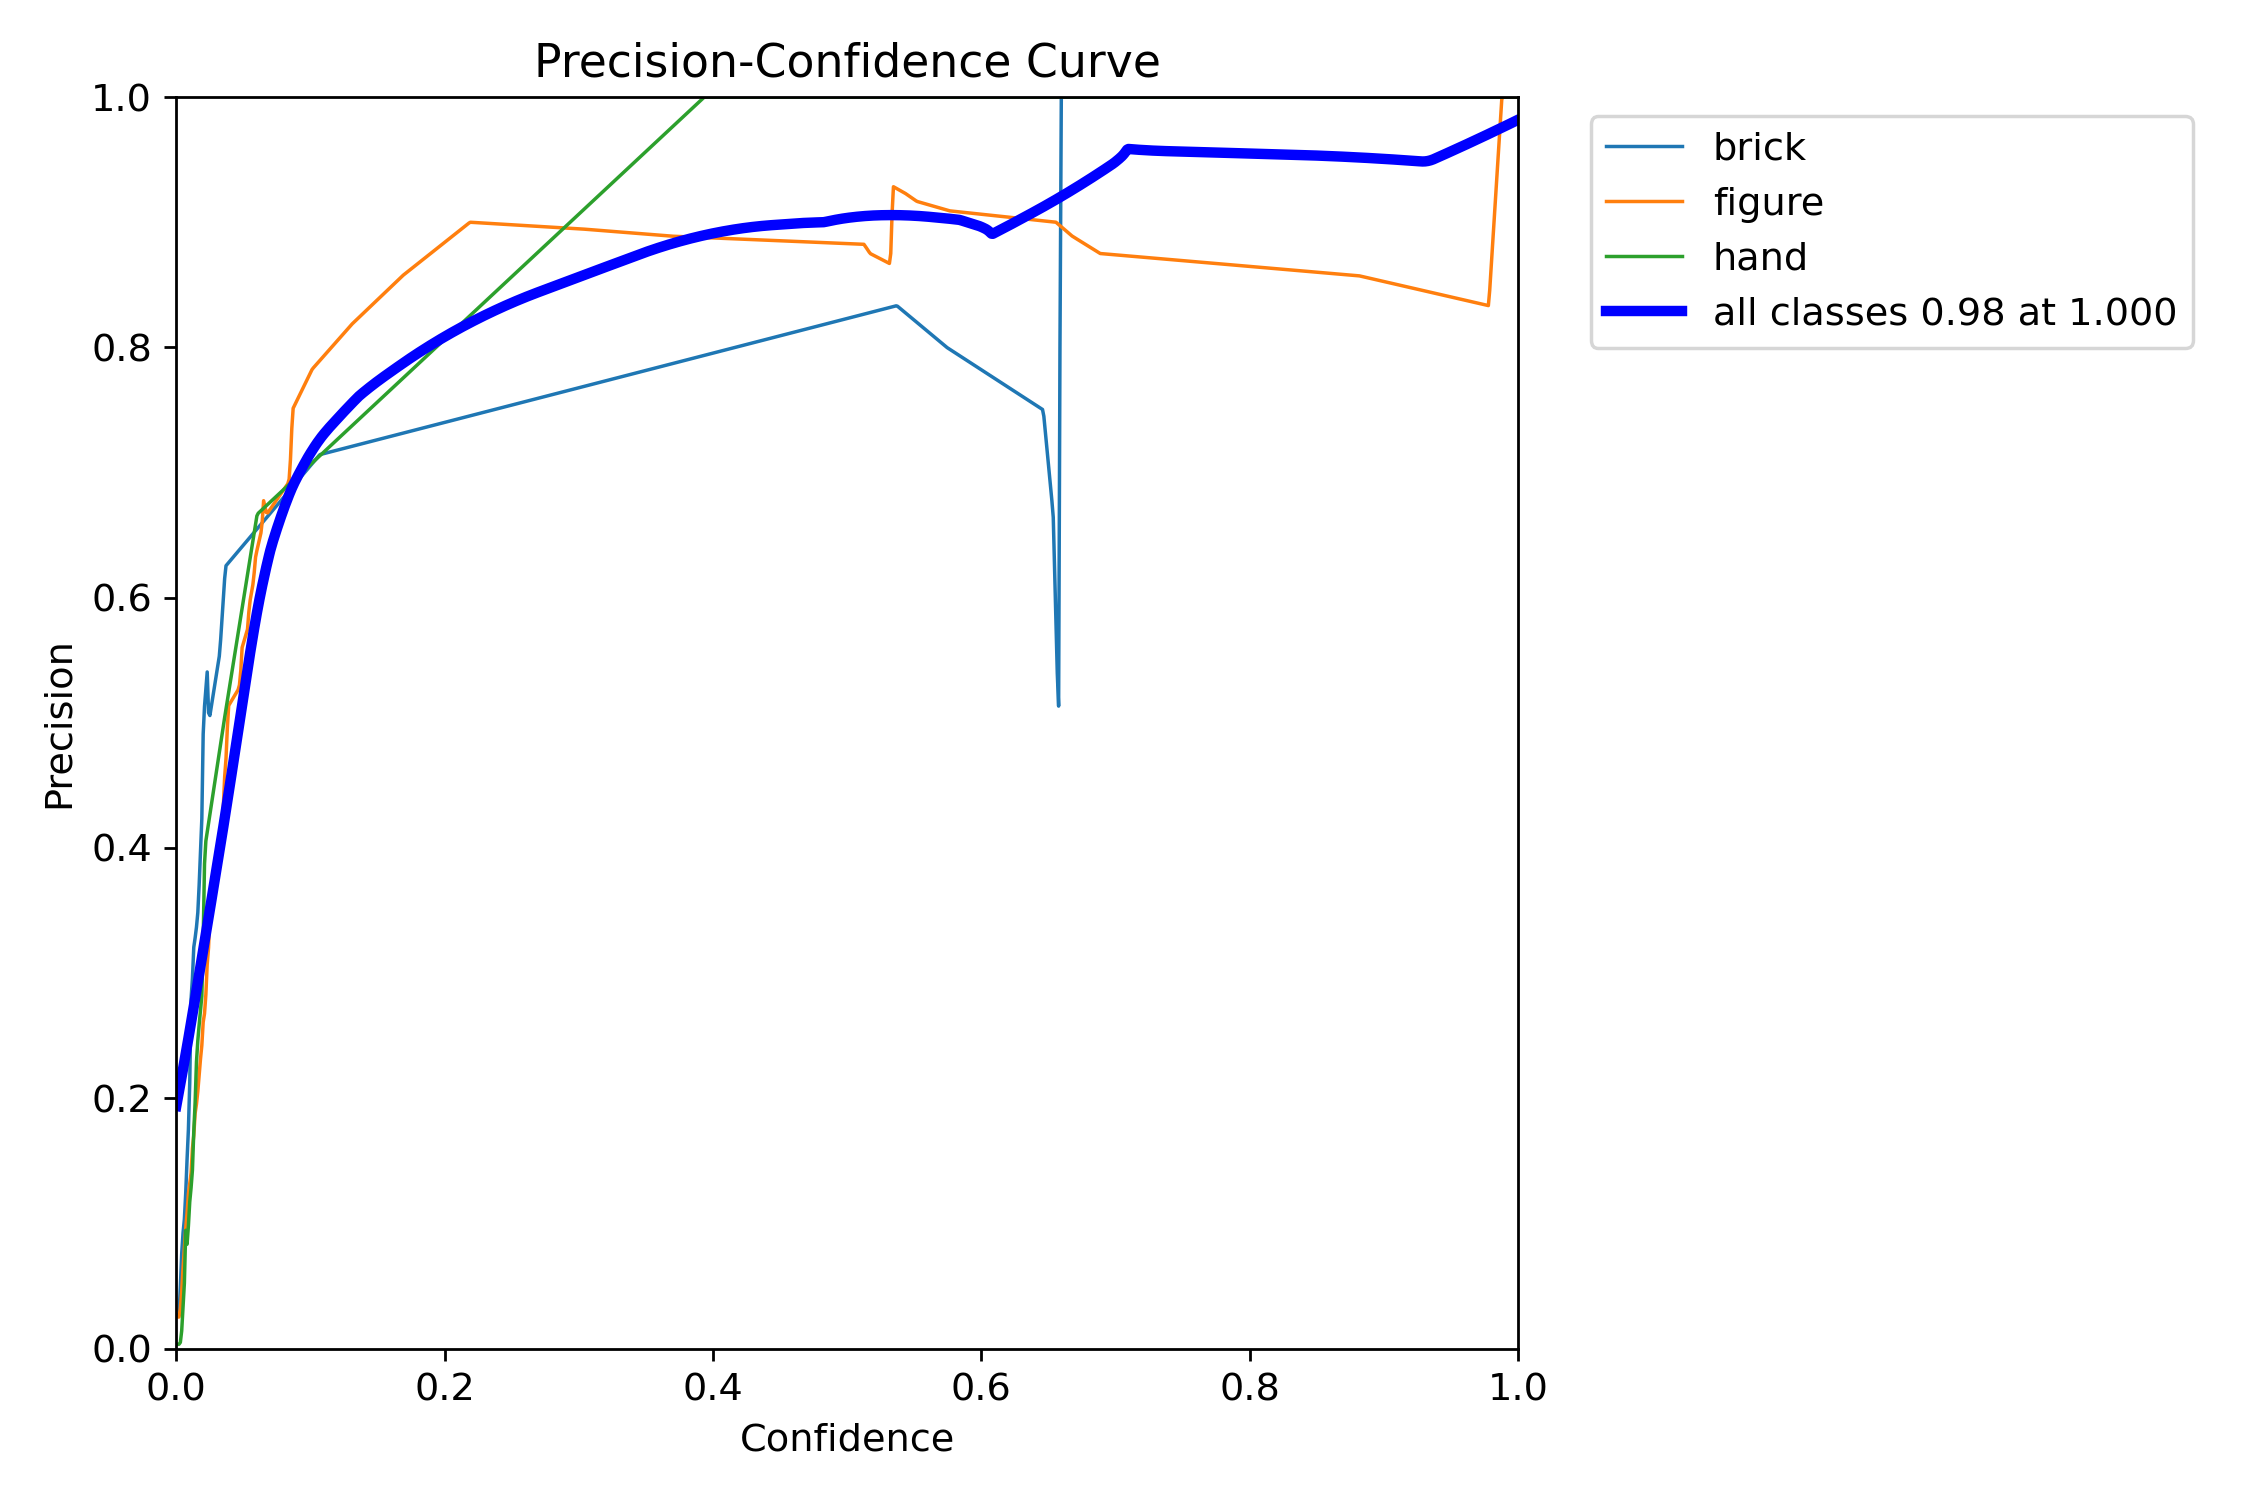 Precision-Confidence Curve
1.0
0.8
0.6
0.4
0.2
0.0
Precision
0.0 0.2 0.4 0.6 0.8 1.0
Confidence
brick
figure
hand
all classes 0.98 at 1.000